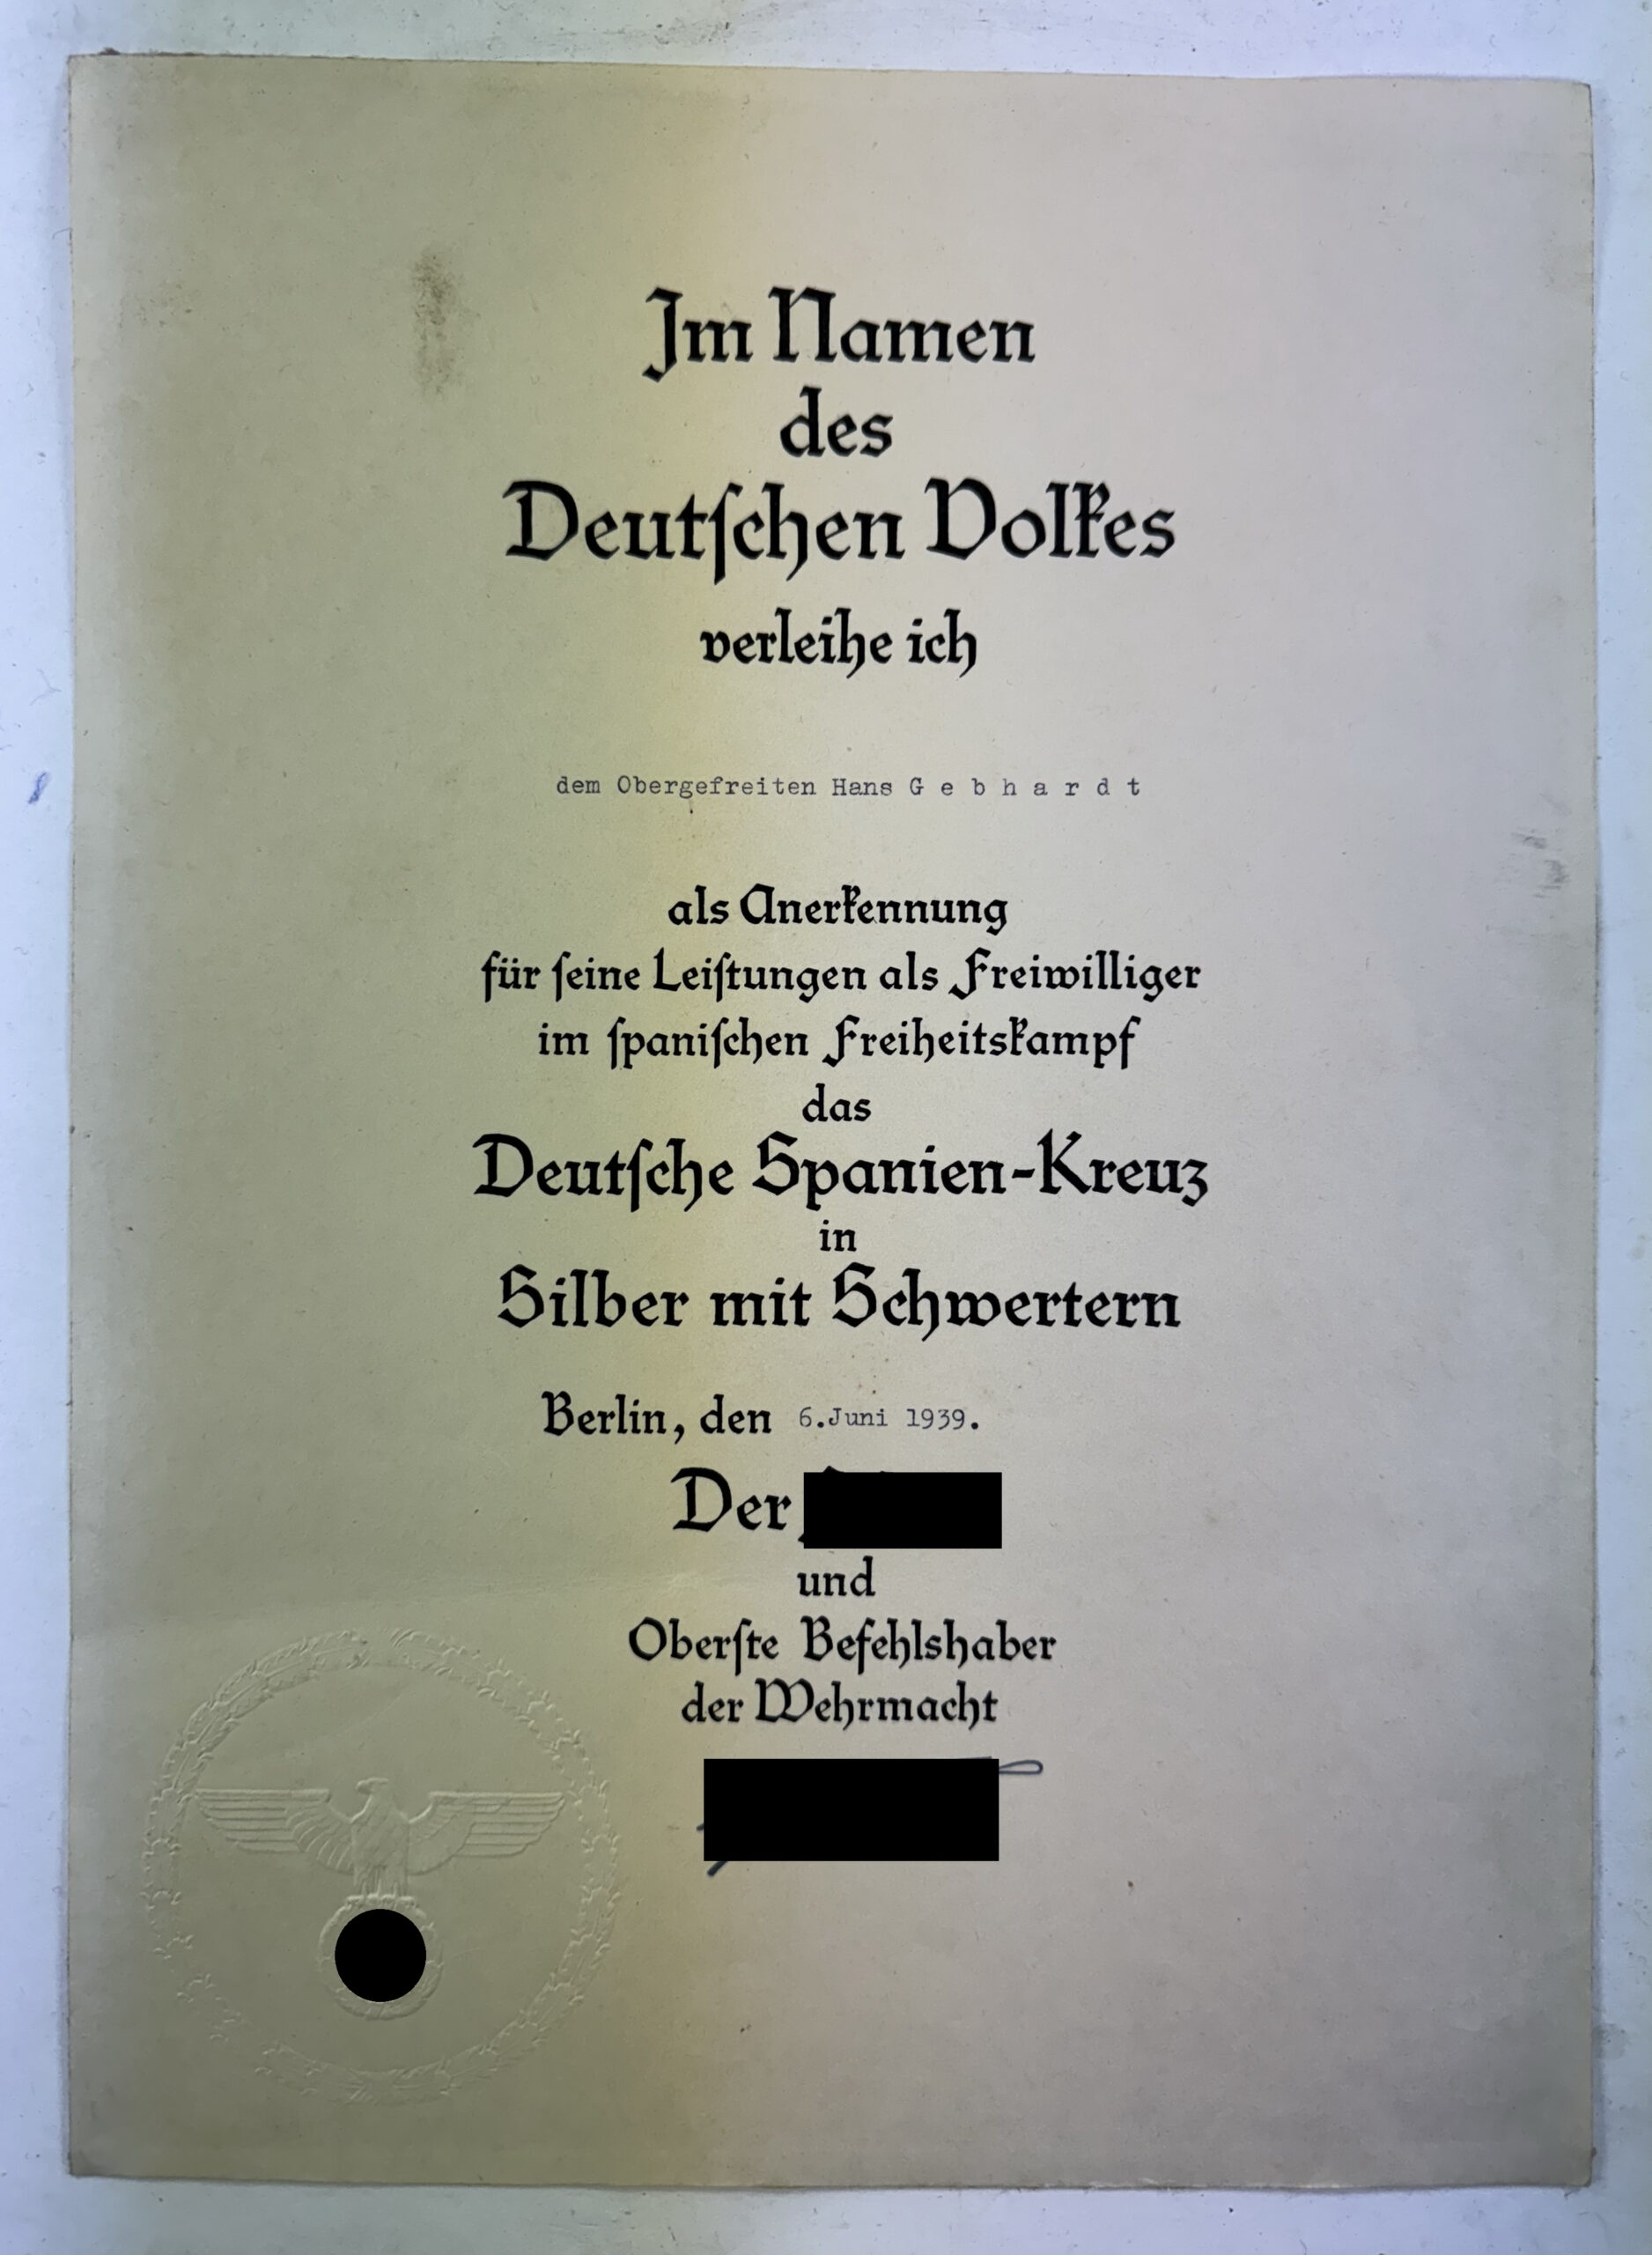 Im Namen
des
Deutſchen Volkes
verleihe ich
dem Obergefreiten Hans G e b h a r d t
als Anerkennung
für ſeine Leiſtungen als Freiwilliger
im ſpaniſchen Freiheitskampf
das
Deutſche Spanien-Kreuz
in
Silber mit Schwertern
Berlin, den 6.Juni 1939.
Der
und
Oberſte Befehlshaber
der Wehrmacht